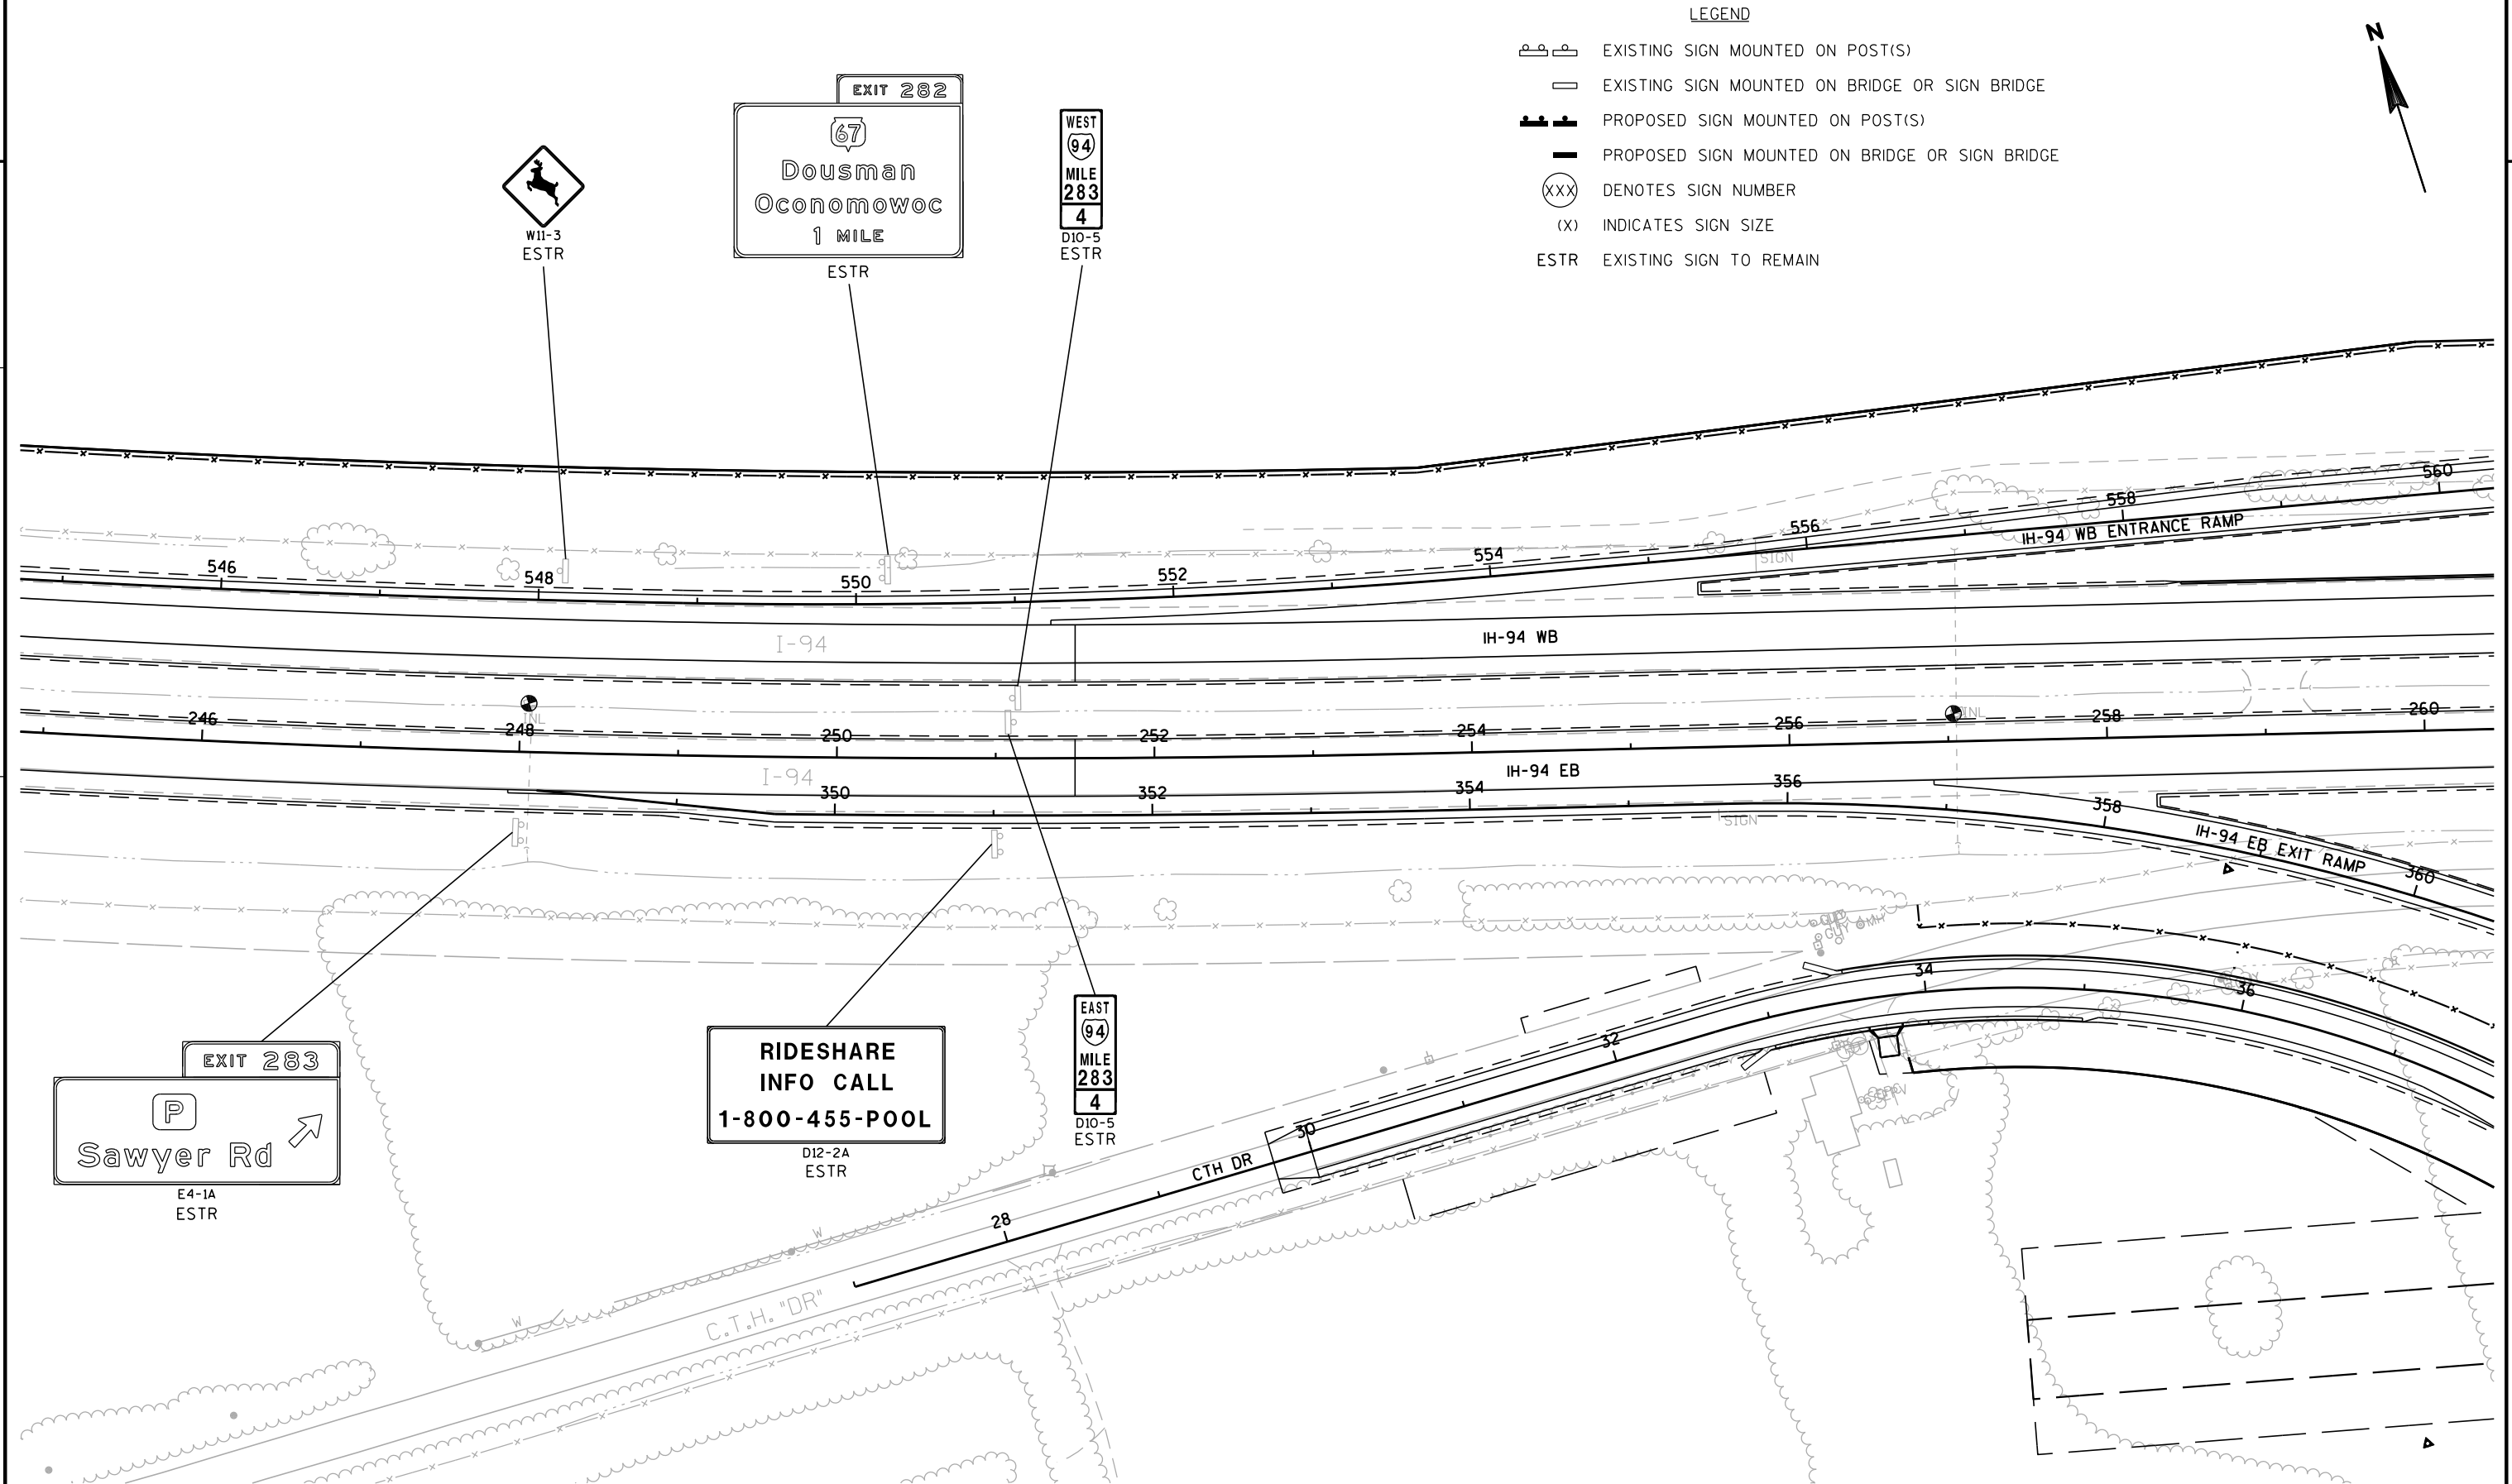 LEGEND
EXISTING SIGN MOUNTED ON POST(S)
EXISTING SIGN MOUNTED ON BRIDGE OR SIGN BRIDGE
PROPOSED SIGN MOUNTED ON POST(S)
PROPOSED SIGN MOUNTED ON BRIDGE OR SIGN BRIDGE
XXX DENOTES SIGN NUMBER
(X) INDICATES SIGN SIZE
ESTR EXISTING SIGN TO REMAIN
N
W11-3
ESTR
EXIT 282
67
Dousman
Oconomowoc
1 MILE
ESTR
WEST
94
MILE
283
4
D10-5
ESTR
546
548
550
552
554
556
558
560
IH-94 WB ENTRANCE RAMP
SIGN
I-94
IH-94 WB
INL
INL
246
248
250
252
254
256
258
260
I-94
IH-94 EB
350
352
354
356
358
360
SIGN
IH-94 EB EXIT RAMP
GUY
MH
EXIT 283
P
Sawyer Rd
E4-1A
ESTR
RIDESHARE
INFO CALL
1-800-455-POOL
D12-2A
ESTR
EAST
94
MILE
283
4
D10-5
ESTR
28
30
32
34
36
CTH DR
W
W
C.T.H. "DR"